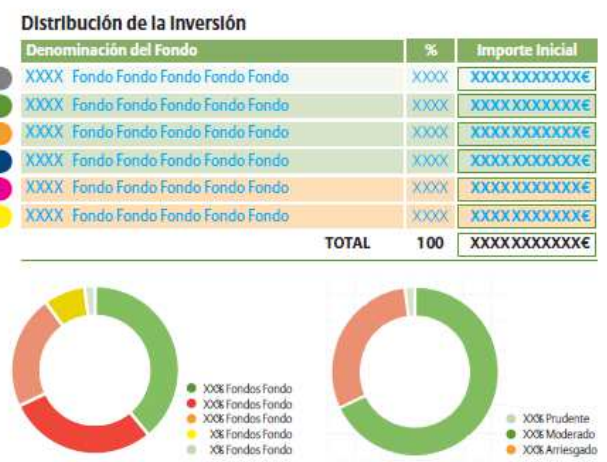 Distribución de la Inversión
Denominación del Fondo % Importe Inicial
XXXX Fondo Fondo Fondo Fondo Fondo XXXX XXXXXXXXXXX€
XXXX Fondo Fondo Fondo Fondo Fondo XXXX XXXXXXXXXXX€
XXXX Fondo Fondo Fondo Fondo Fondo XXXX XXXXXXXXXXX€
XXXX Fondo Fondo Fondo Fondo Fondo XXXX XXXXXXXXXXX€
XXXX Fondo Fondo Fondo Fondo Fondo XXXX XXXXXXXXXXX€
XXXX Fondo Fondo Fondo Fondo Fondo XXXX XXXXXXXXXXX€
TOTAL 100 XXXXXXXXXXX€
XX% Fondos Fondo
XX% Fondos Fondo
XX% Fondos Fondo
X% Fondos Fondo
X% Fondos Fondo
XX% Prudente
XX% Moderado
XX% Arriesgado